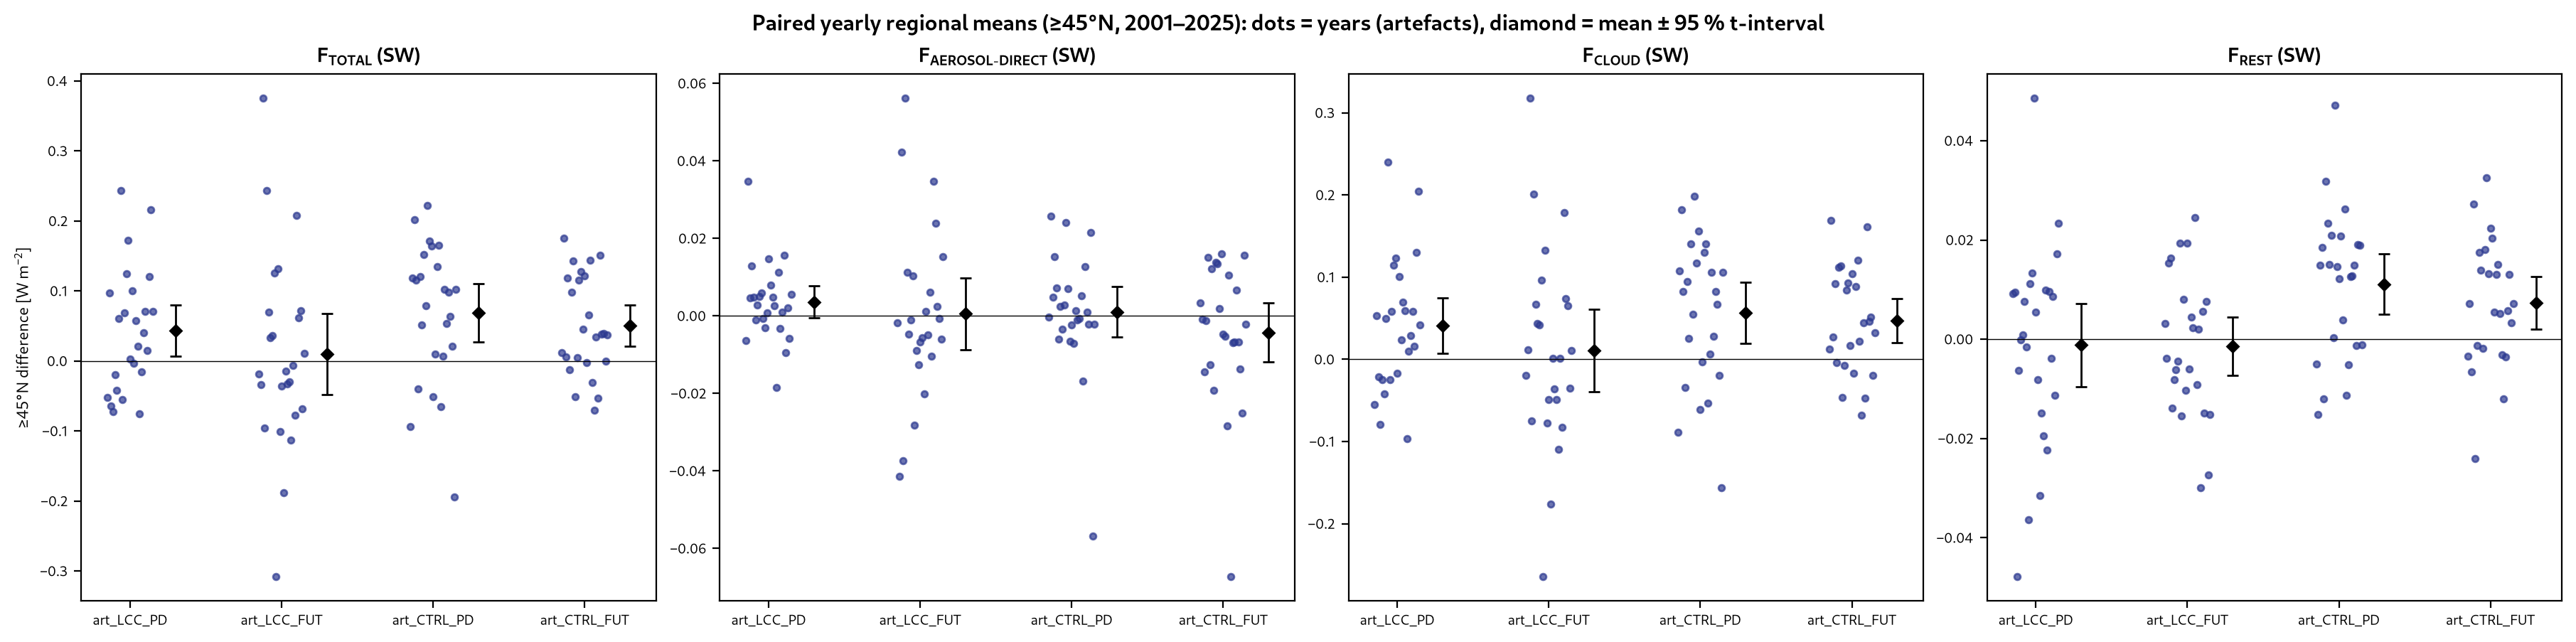 Paired yearly regional means (≥45°N, 2001–2025): dots = years (artefacts), diamond = mean ± 95 % t-interval
F_TOTAL (SW)
≥45°N difference [W m⁻²]
0.4
0.3
0.2
0.1
0.0
−0.1
−0.2
−0.3
art_LCC_PD
art_LCC_FUT
art_CTRL_PD
art_CTRL_FUT
F_AEROSOL-DIRECT (SW)
0.06
0.04
0.02
0.00
−0.02
−0.04
−0.06
art_LCC_PD
art_LCC_FUT
art_CTRL_PD
art_CTRL_FUT
F_CLOUD (SW)
0.3
0.2
0.1
0.0
−0.1
−0.2
art_LCC_PD
art_LCC_FUT
art_CTRL_PD
art_CTRL_FUT
F_REST (SW)
0.04
0.02
0.00
−0.02
−0.04
art_LCC_PD
art_LCC_FUT
art_CTRL_PD
art_CTRL_FUT